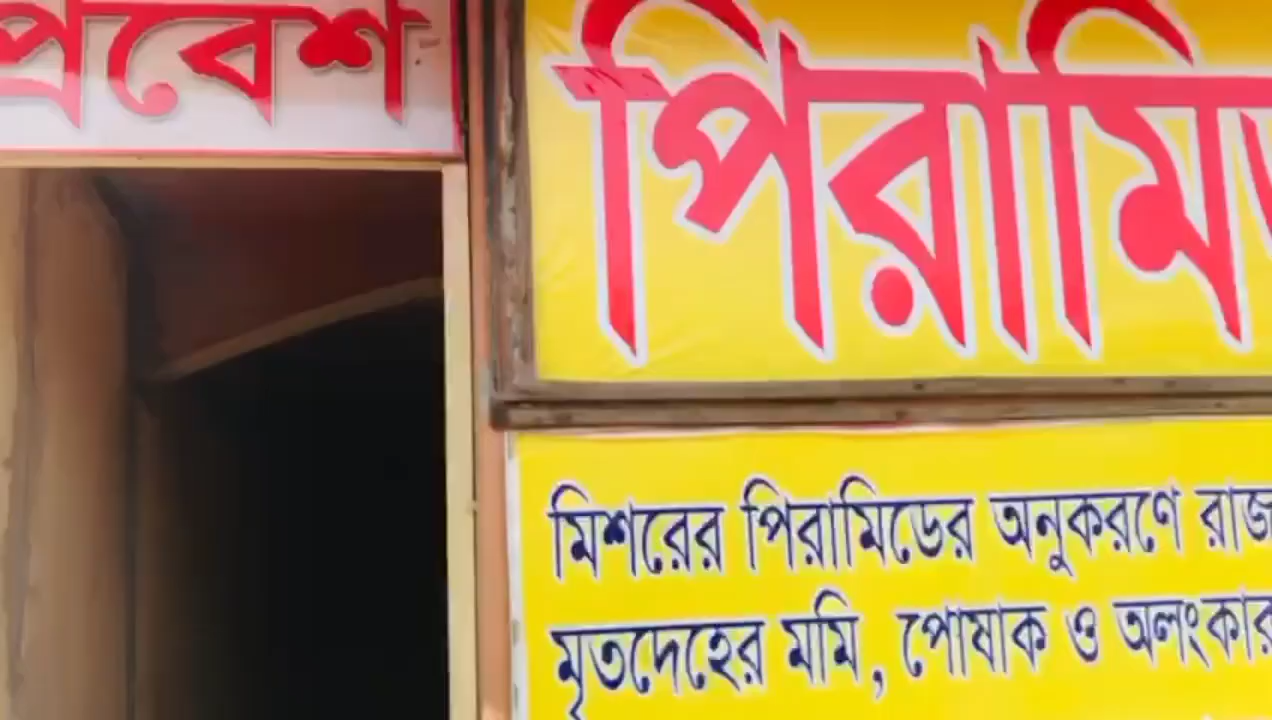 প্রবেশ
পিরামি
মিশরের পিরামিডের অনুকরণে রাজ
মৃতদেহের মমি, পোষাক ও অলংকার